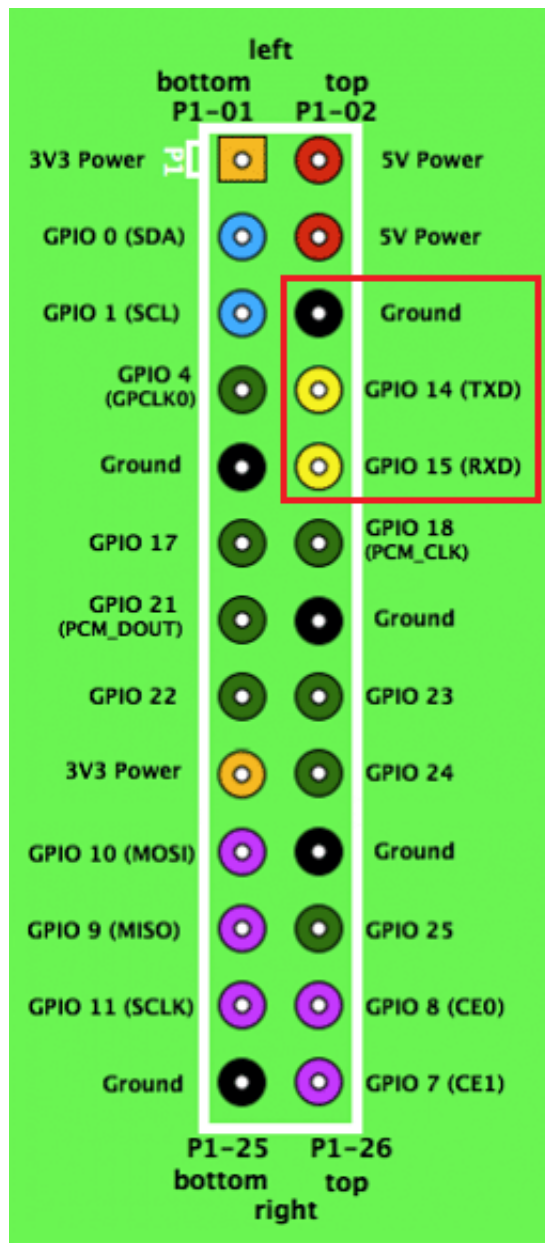 left
bottom top
P1-01 P1-02
3V3 Power P1 5V Power
GPIO 0 (SDA) 5V Power
GPIO 1 (SCL) Ground
GPIO 4
(GPCLK0) GPIO 14 (TXD)
Ground GPIO 15 (RXD)
GPIO 17 GPIO 18
(PCM_CLK)
GPIO 21
(PCM_DOUT) Ground
GPIO 22 GPIO 23
3V3 Power GPIO 24
GPIO 10 (MOSI) Ground
GPIO 9 (MISO) GPIO 25
GPIO 11 (SCLK) GPIO 8 (CE0)
Ground GPIO 7 (CE1)
P1-25 P1-26
bottom top
right